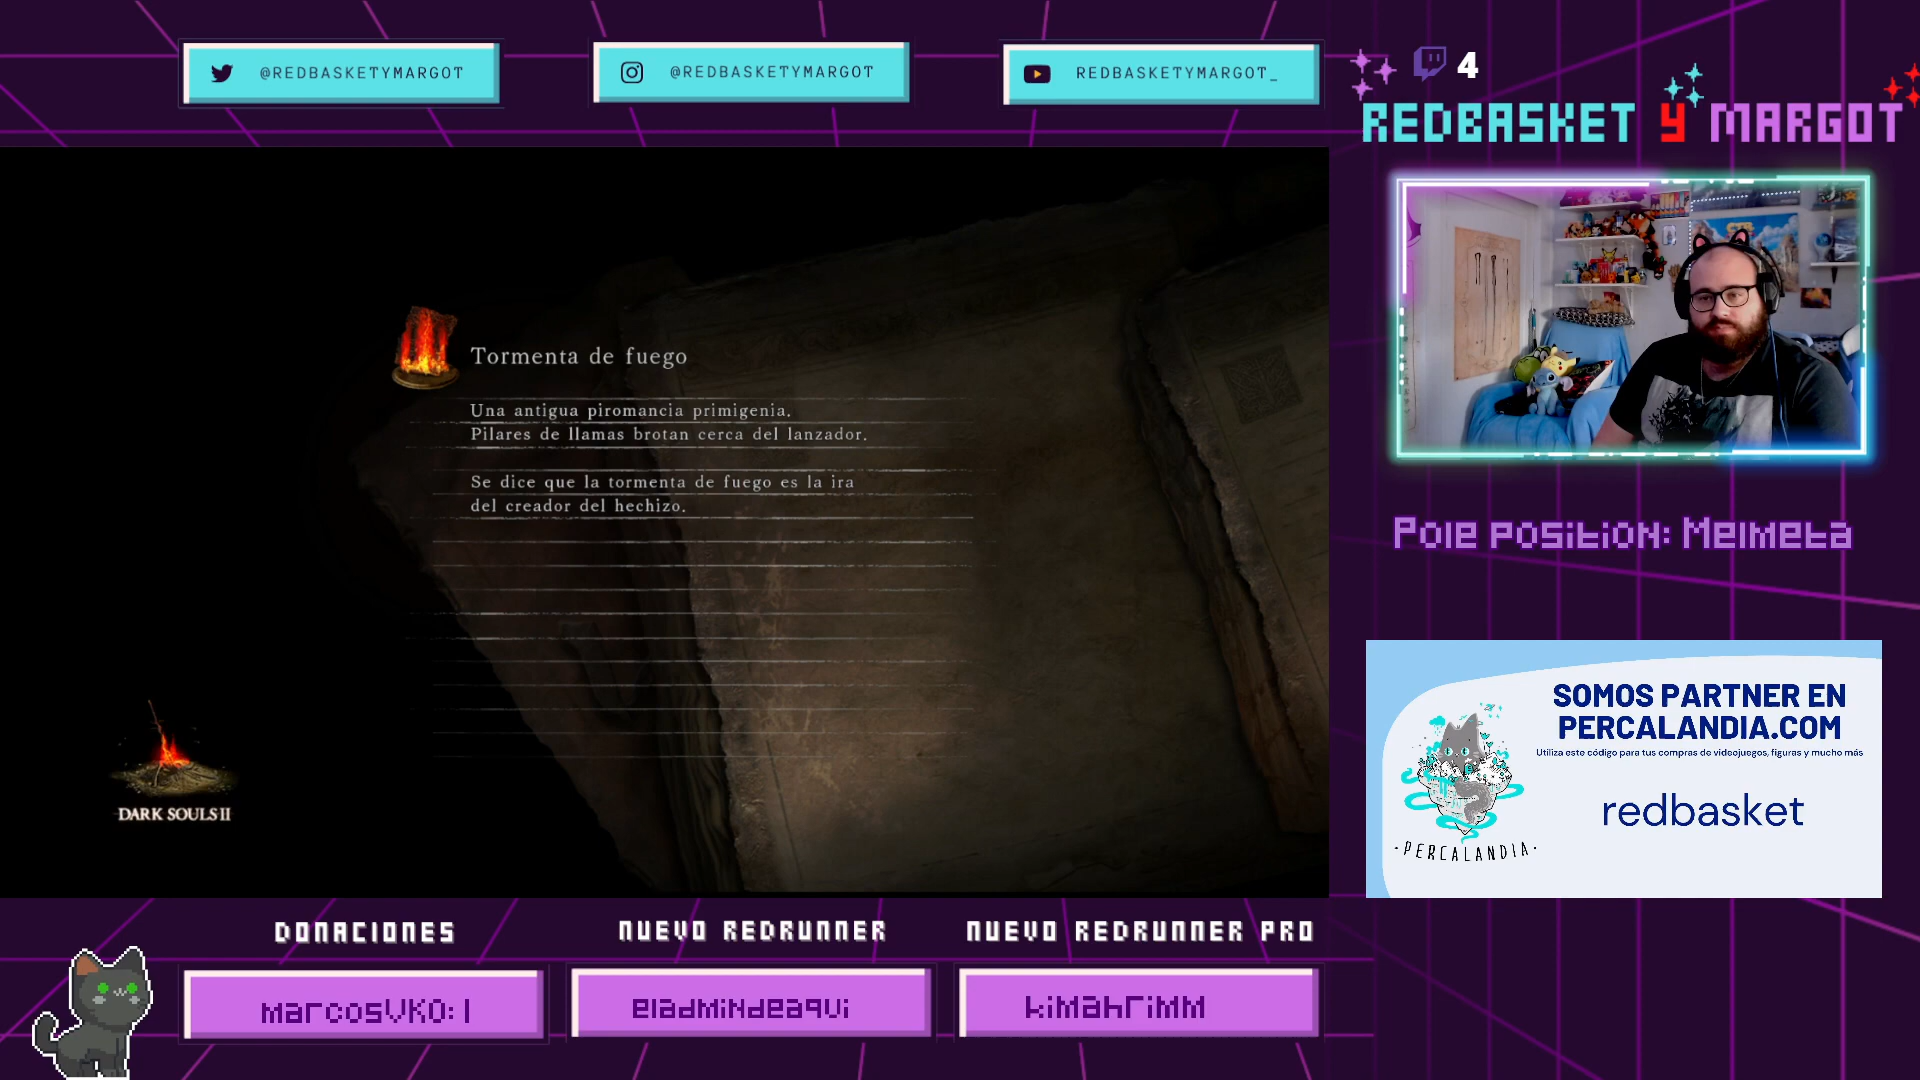 @REDBASKETYMARGOT
@REDBASKETYMARGOT
REDBASKETYMARGOT_
4
REDBASKET Y MARGOT
Tormenta de fuego
Una antigua piromancia primigenia.
Pilares de llamas brotan cerca del lanzador.
Se dice que la tormenta de fuego es la ira
del creador del hechizo.
DARK SOULS II
Pole Position: Melmeta
SOMOS PARTNER EN
PERCALANDIA.COM
Utiliza este código para tus compras de videojuegos, figuras y mucho más
redbasket
·PERCALANDIA·
DONACIONES
NUEVO REDRUNNER
NUEVO REDRUNNER PRO
marcosVKO: 1
eladmindeaqui
kimahrimm